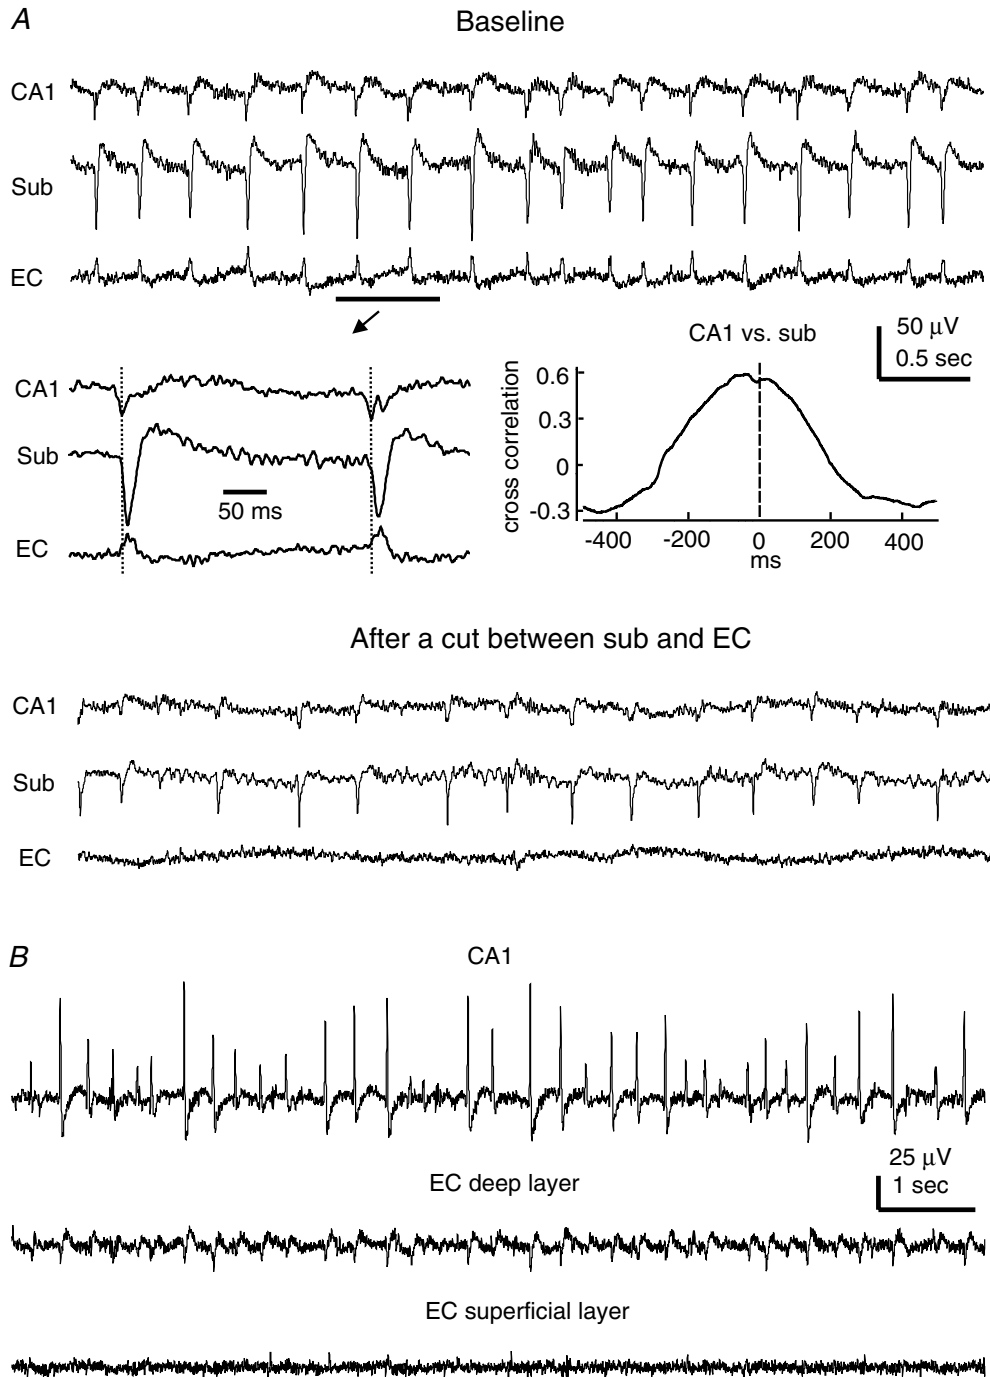 A
Baseline
CA1
Sub
EC
50 μV
0.5 sec
CA1 vs. sub
cross correlation
0.6
0.3
0
-0.3
-400 -200 0 200 400
ms
CA1
Sub
50 ms
EC
After a cut between sub and EC
CA1
Sub
EC
B
CA1
25 μV
1 sec
EC deep layer
EC superficial layer